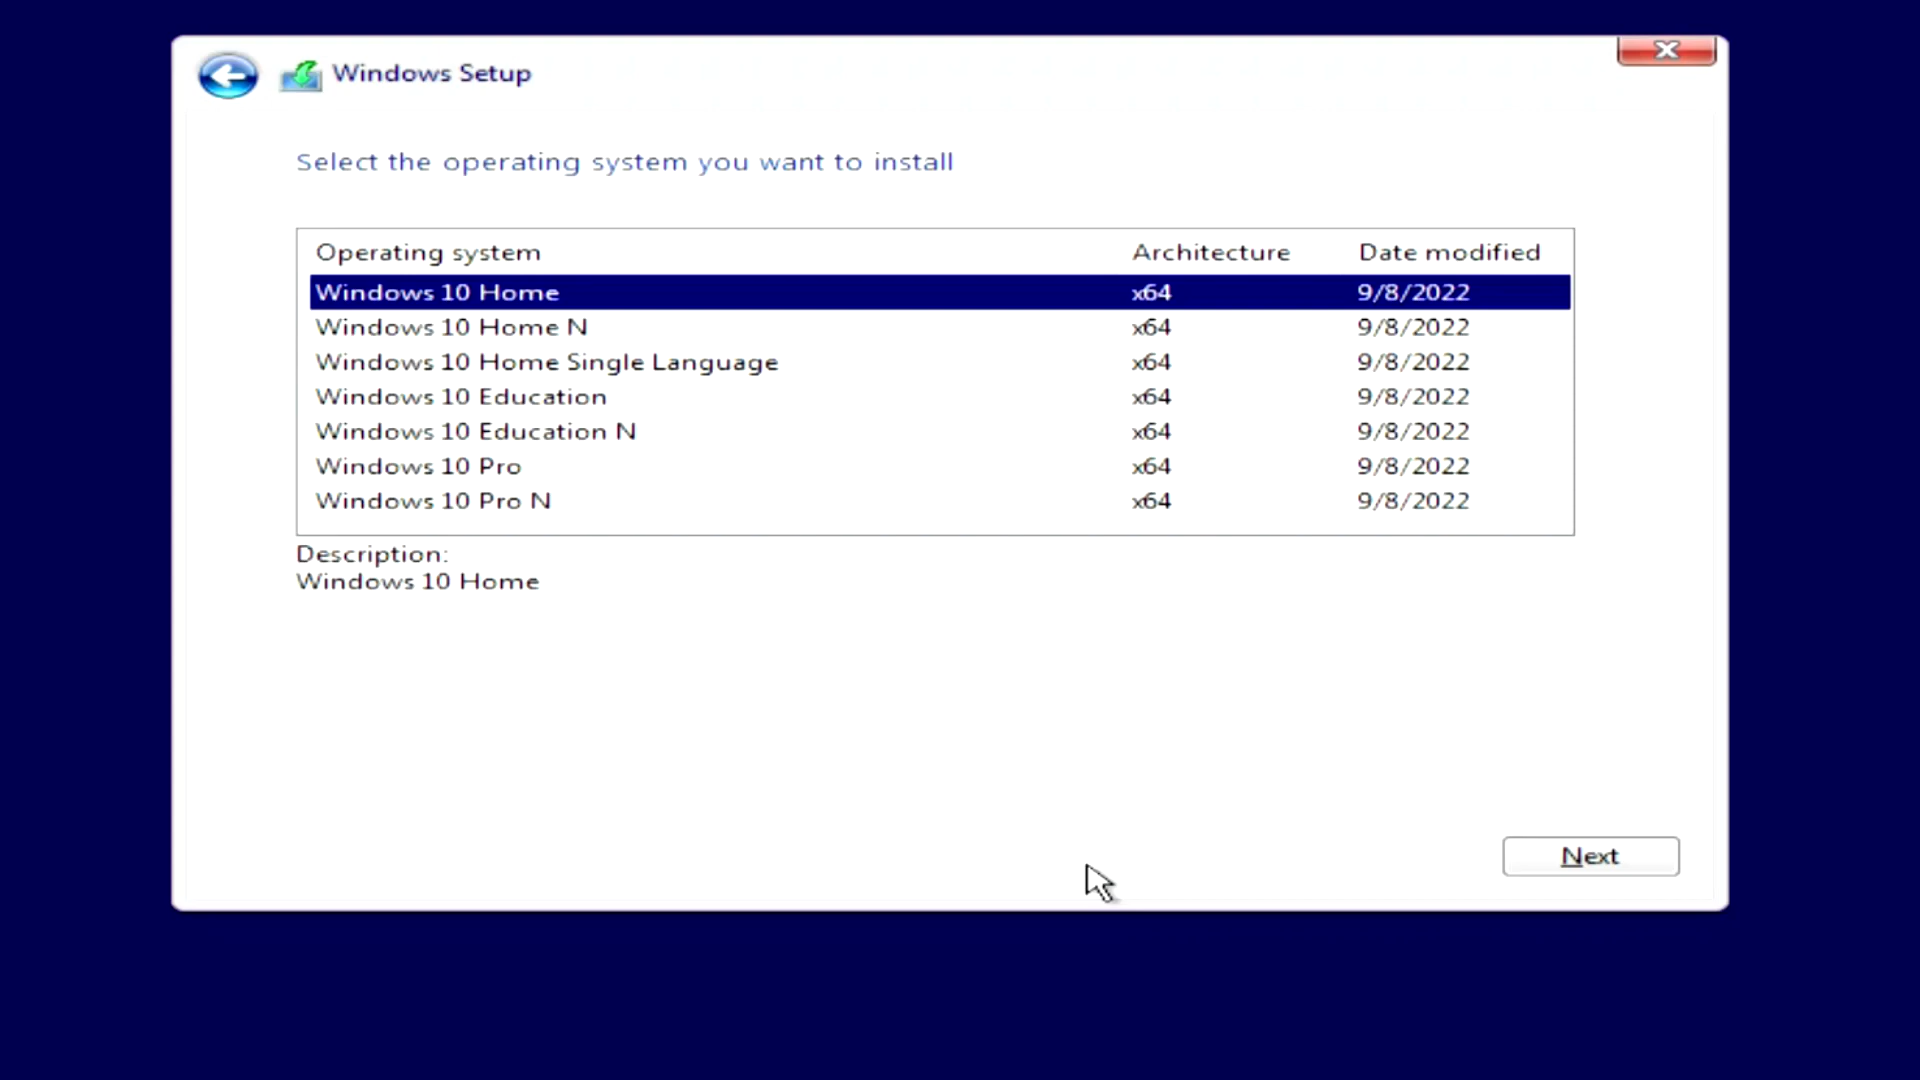 Windows Setup
Select the operating system you want to install
Operating system Architecture Date modified
Windows 10 Home x64 9/8/2022
Windows 10 Home N x64 9/8/2022
Windows 10 Home Single Language x64 9/8/2022
Windows 10 Education x64 9/8/2022
Windows 10 Education N x64 9/8/2022
Windows 10 Pro x64 9/8/2022
Windows 10 Pro N x64 9/8/2022
Description:
Windows 10 Home
Next